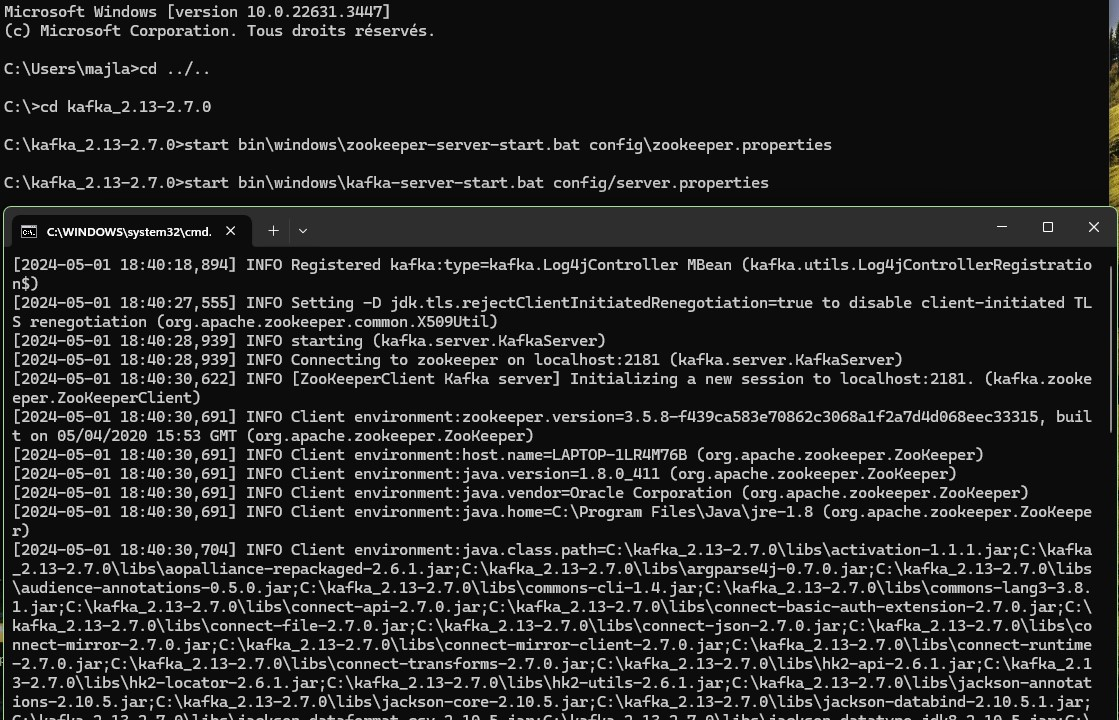 Microsoft Windows [version 10.0.22631.3447]
(c) Microsoft Corporation. Tous droits réservés.
C:\Users\majla>cd ../..
C:\>cd kafka_2.13-2.7.0
C:\kafka_2.13-2.7.0>start bin\windows\zookeeper-server-start.bat config\zookeeper.properties
C:\kafka_2.13-2.7.0>start bin\windows\kafka-server-start.bat config/server.properties
C:\WINDOWS\system32\cmd.
[2024-05-01 18:40:18,894] INFO Registered kafka:type=kafka.Log4jController MBean (kafka.utils.Log4jControllerRegistratio
n$)
[2024-05-01 18:40:27,555] INFO Setting -D jdk.tls.rejectClientInitiatedRenegotiation=true to disable client-initiated TL
S renegotiation (org.apache.zookeeper.common.X509Util)
[2024-05-01 18:40:28,939] INFO starting (kafka.server.KafkaServer)
[2024-05-01 18:40:28,939] INFO Connecting to zookeeper on localhost:2181 (kafka.server.KafkaServer)
[2024-05-01 18:40:30,622] INFO [ZooKeeperClient Kafka server] Initializing a new session to localhost:2181. (kafka.zooke
eper.ZooKeeperClient)
[2024-05-01 18:40:30,691] INFO Client environment:zookeeper.version=3.5.8-f439ca583e70862c3068a1f2a7d4d068eec33315, buil
t on 05/04/2020 15:53 GMT (org.apache.zookeeper.ZooKeeper)
[2024-05-01 18:40:30,691] INFO Client environment:host.name=LAPTOP-1LR4M76B (org.apache.zookeeper.ZooKeeper)
[2024-05-01 18:40:30,691] INFO Client environment:java.version=1.8.0_411 (org.apache.zookeeper.ZooKeeper)
[2024-05-01 18:40:30,691] INFO Client environment:java.vendor=Oracle Corporation (org.apache.zookeeper.ZooKeeper)
[2024-05-01 18:40:30,691] INFO Client environment:java.home=C:\Program Files\Java\jre-1.8 (org.apache.zookeeper.ZooKeepe
r)
[2024-05-01 18:40:30,704] INFO Client environment:java.class.path=C:\kafka_2.13-2.7.0\libs\activation-1.1.1.jar;C:\kafka
_2.13-2.7.0\libs\aopalliance-repackaged-2.6.1.jar;C:\kafka_2.13-2.7.0\libs\argparse4j-0.7.0.jar;C:\kafka_2.13-2.7.0\libs
\audience-annotations-0.5.0.jar;C:\kafka_2.13-2.7.0\libs\commons-cli-1.4.jar;C:\kafka_2.13-2.7.0\libs\commons-lang3-3.8.
1.jar;C:\kafka_2.13-2.7.0\libs\connect-api-2.7.0.jar;C:\kafka_2.13-2.7.0\libs\connect-basic-auth-extension-2.7.0.jar;C:\
kafka_2.13-2.7.0\libs\connect-file-2.7.0.jar;C:\kafka_2.13-2.7.0\libs\connect-json-2.7.0.jar;C:\kafka_2.13-2.7.0\libs\co
nnect-mirror-2.7.0.jar;C:\kafka_2.13-2.7.0\libs\connect-mirror-client-2.7.0.jar;C:\kafka_2.13-2.7.0\libs\connect-runtime
-2.7.0.jar;C:\kafka_2.13-2.7.0\libs\connect-transforms-2.7.0.jar;C:\kafka_2.13-2.7.0\libs\hk2-api-2.6.1.jar;C:\kafka_2.1
3-2.7.0\libs\hk2-locator-2.6.1.jar;C:\kafka_2.13-2.7.0\libs\hk2-utils-2.6.1.jar;C:\kafka_2.13-2.7.0\libs\jackson-annotat
ions-2.10.5.jar;C:\kafka_2.13-2.7.0\libs\jackson-core-2.10.5.jar;C:\kafka_2.13-2.7.0\libs\jackson-databind-2.10.5.1.jar;